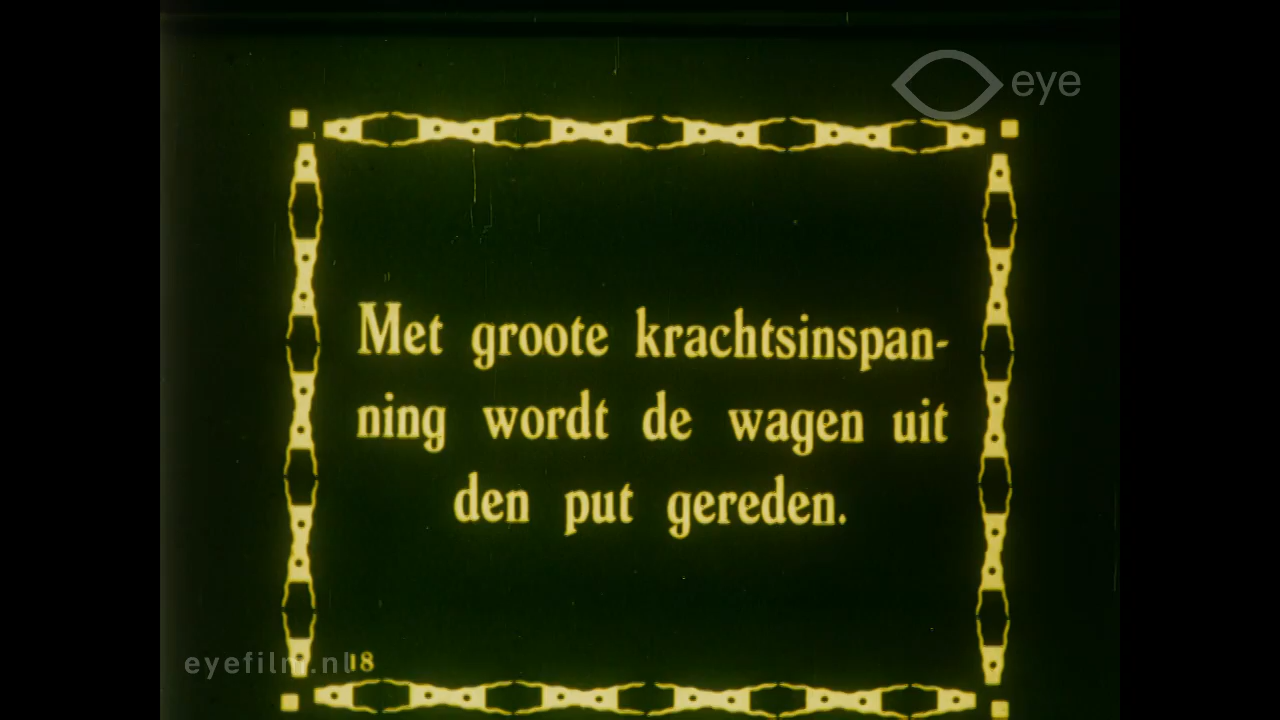 eye
Met groote krachtsinspan-
ning wordt de wagen uit
den put gereden.
eyefilm.nl
18